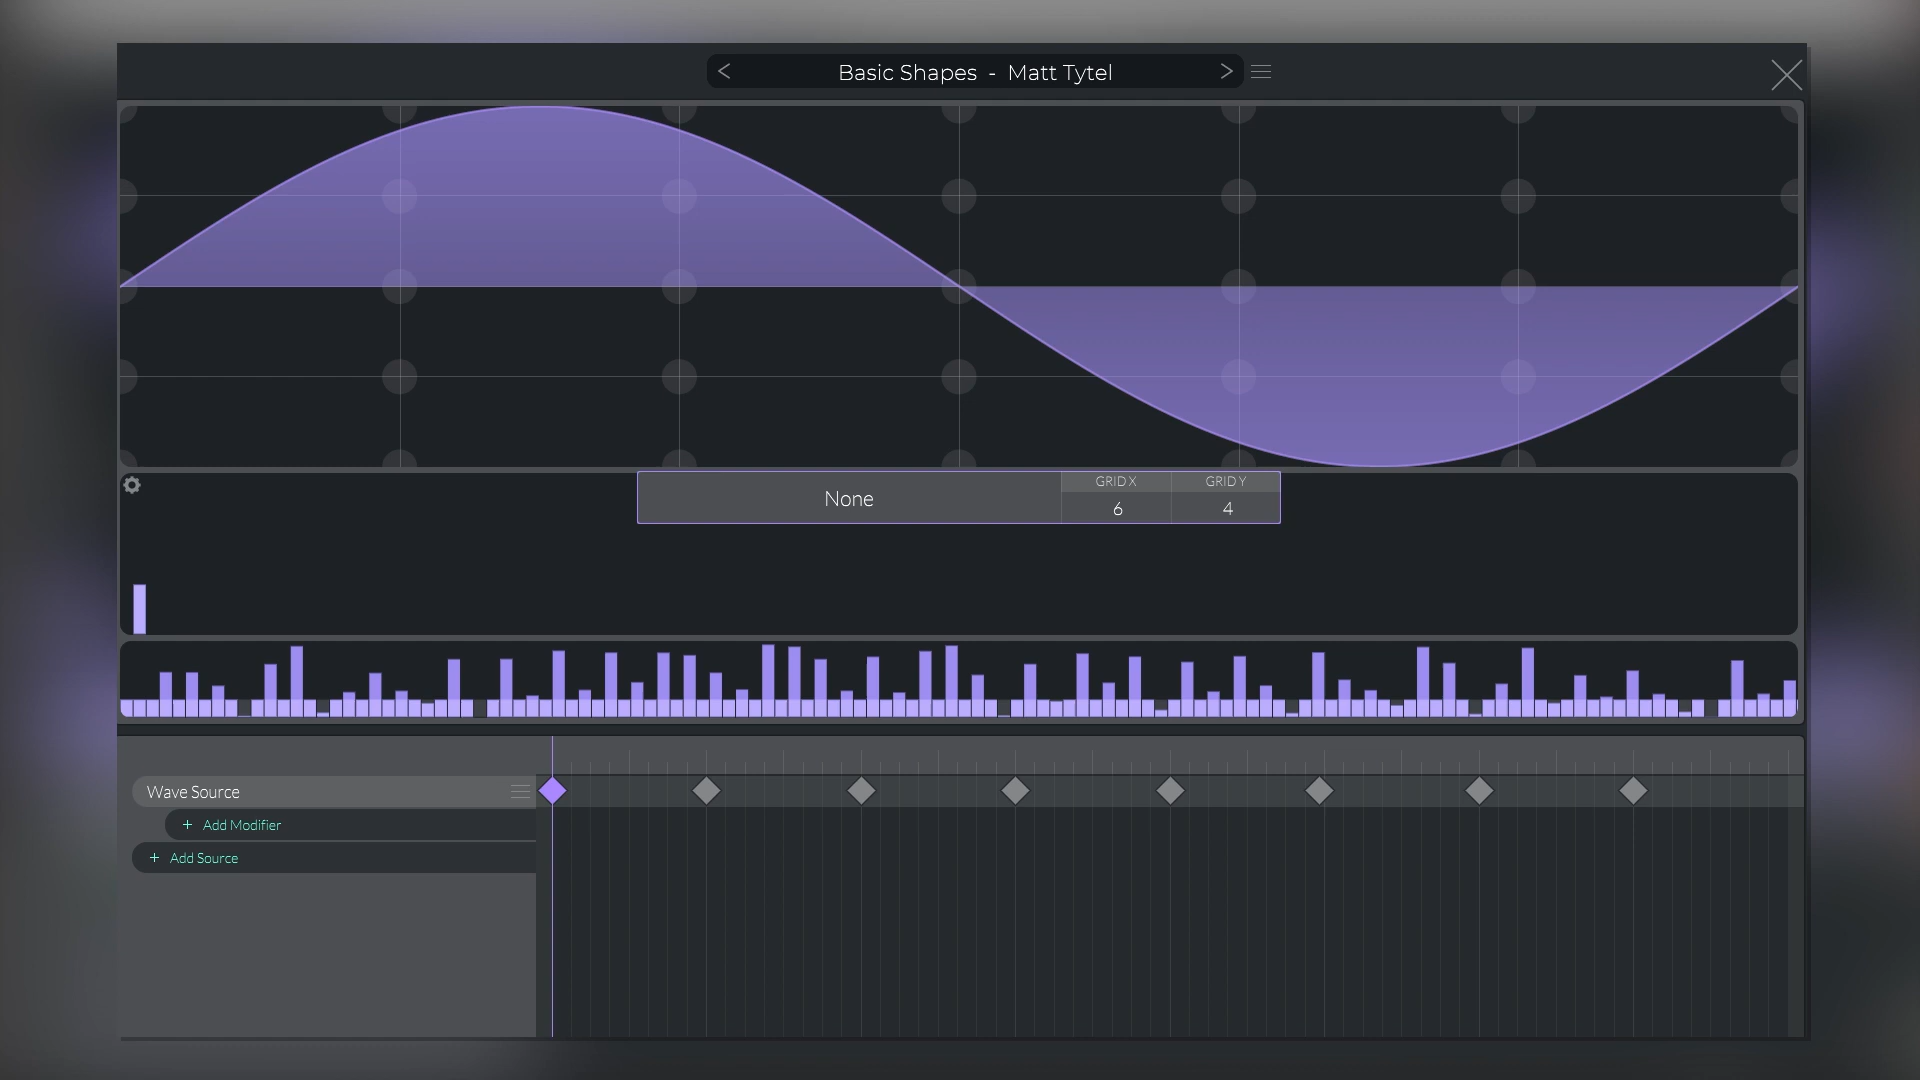 Basic Shapes - Matt Tytel
GRID X
GRID Y
None
6
4
Wave Source
+ Add Modifier
+ Add Source